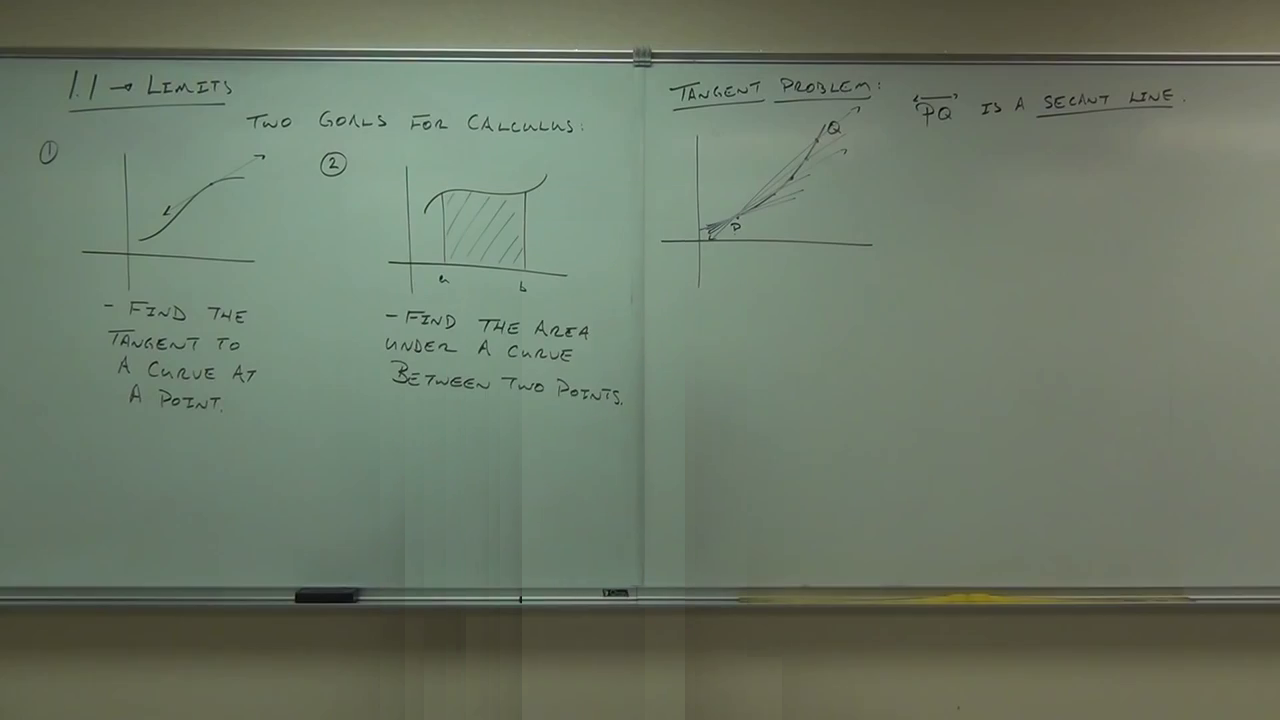 1.1 → LIMITS
TWO GOALS FOR CALCULUS:
①
②
a b
- FIND THE
TANGENT TO
A CURVE AT
A POINT.
- FIND THE AREA
UNDER A CURVE
BETWEEN TWO POINTS.
TANGENT PROBLEM:
Q
P
PQ IS A SECANT LINE.